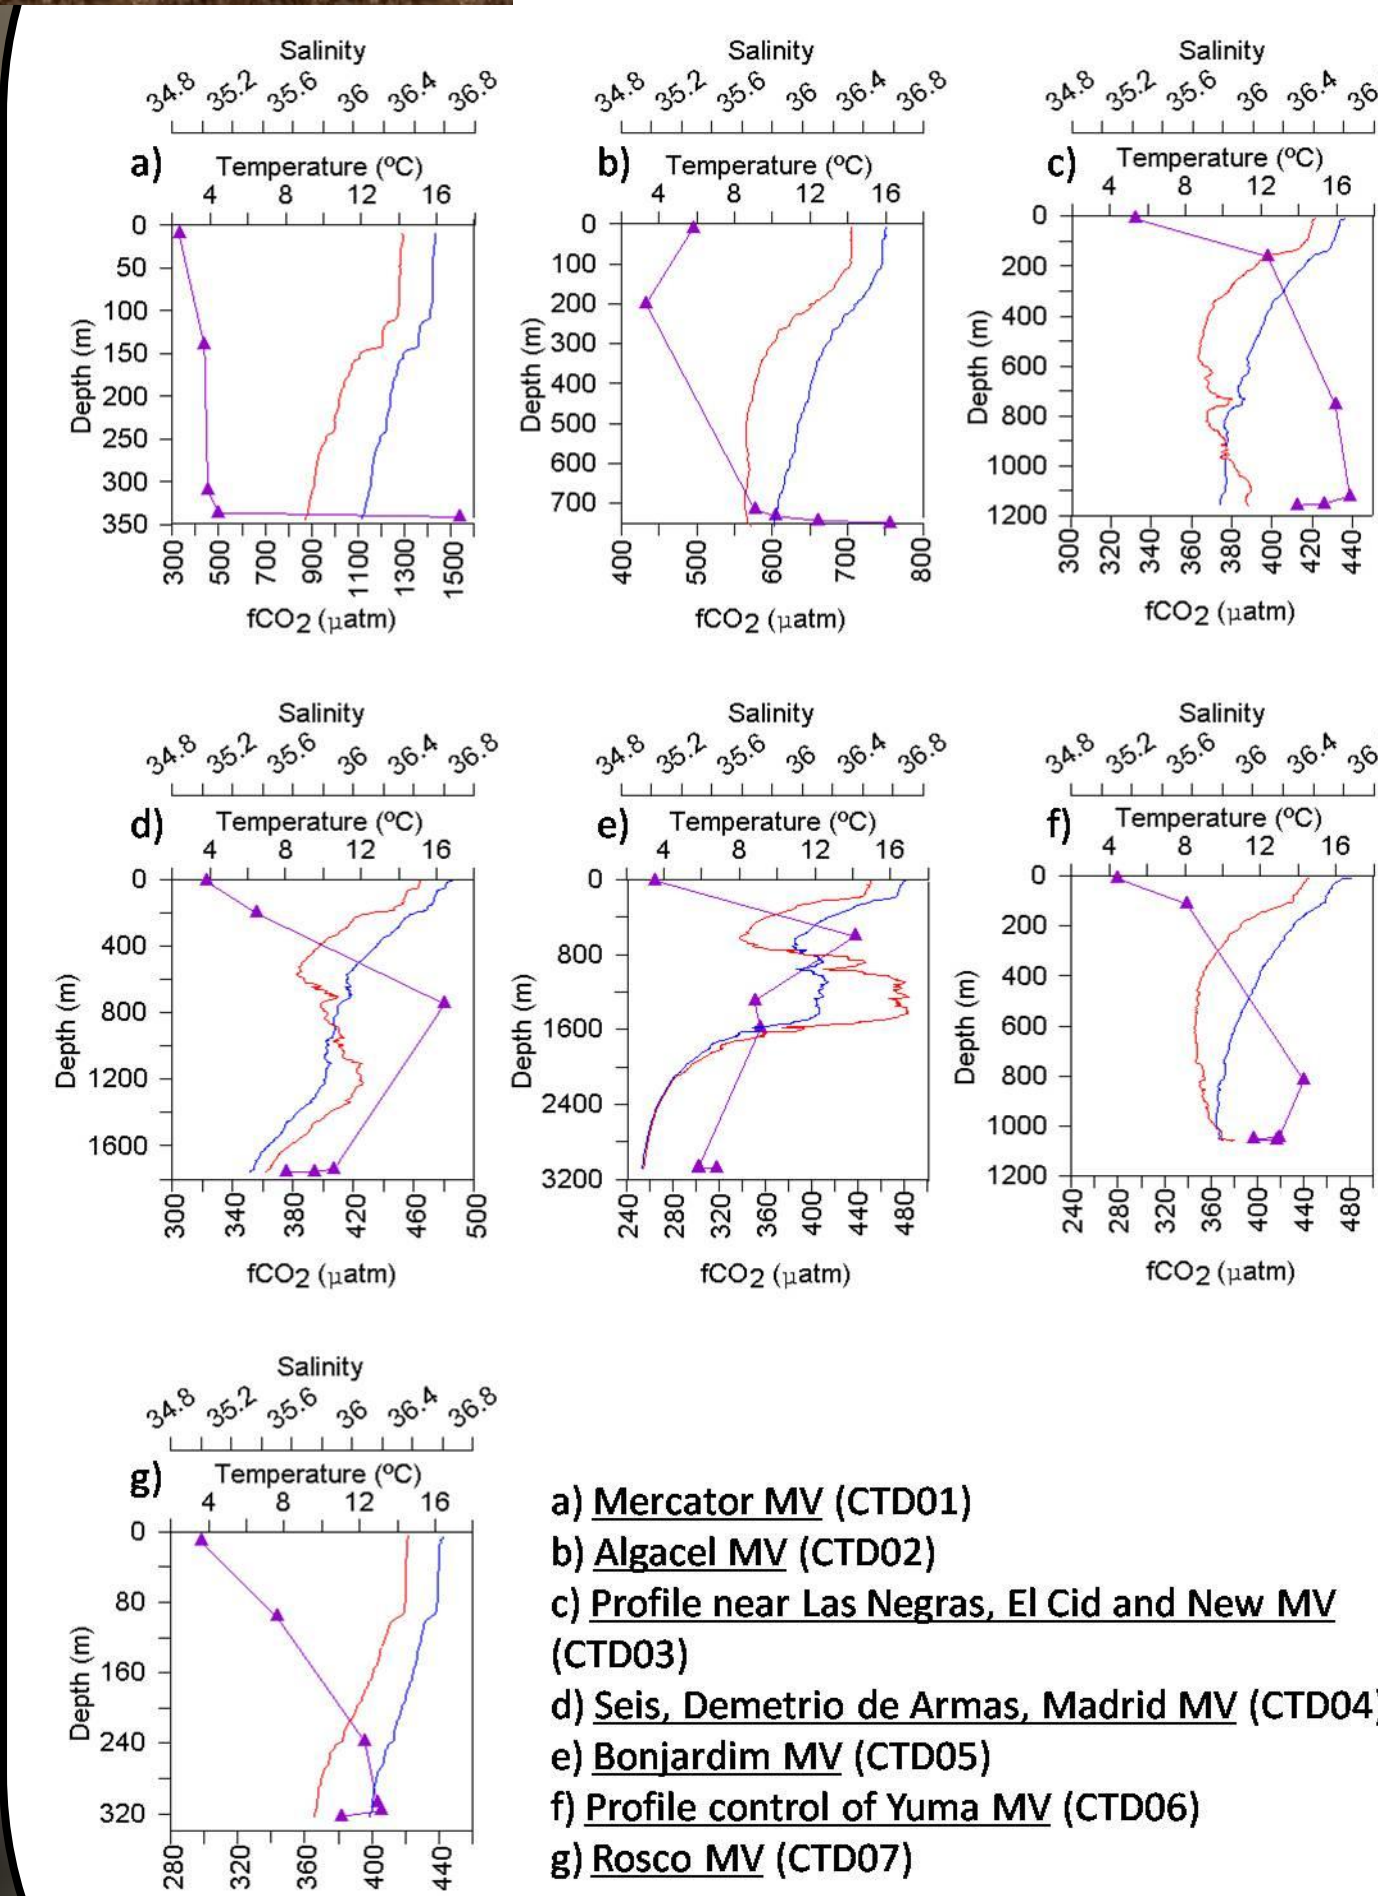 Salinity
34.8 35.2 35.6 36 36.4 36.8
a) Temperature (ºC)
4 8 12 16
0
50
100
150
200
250
300
350
Depth (m)
300 500 700 900 1100 1300 1500
fCO2 (μatm)
Salinity
34.8 35.2 35.6 36 36.4 36.8
b) Temperature (ºC)
4 8 12 16
0
100
200
300
400
500
600
700
Depth (m)
400 500 600 700 800
fCO2 (μatm)
Salinity
34.8 35.2 35.6 36 36.4 36
c) Temperature (ºC)
4 8 12 16
0
200
400
600
800
1000
1200
Depth (m)
300 320 340 360 380 400 420 440
fCO2 (μatm)
Salinity
34.8 35.2 35.6 36 36.4 36.8
d) Temperature (ºC)
4 8 12 16
0
400
800
1200
1600
Depth (m)
300 340 380 420 460 500
fCO2 (μatm)
Salinity
34.8 35.2 35.6 36 36.4 36.8
e) Temperature (ºC)
4 8 12 16
0
800
1600
2400
3200
Depth (m)
240 280 320 360 400 440 480
fCO2 (μatm)
Salinity
34.8 35.2 35.6 36 36.4 36
f) Temperature (ºC)
4 8 12 16
0
200
400
600
800
1000
1200
Depth (m)
240 280 320 360 400 440 480
fCO2 (μatm)
Salinity
34.8 35.2 35.6 36 36.4 36.8
g) Temperature (ºC)
4 8 12 16
0
80
160
240
320
Depth (m)
280 320 360 400 440
a) Mercator MV (CTD01)
b) Algacel MV (CTD02)
c) Profile near Las Negras, El Cid and New MV
(CTD03)
d) Seis, Demetrio de Armas, Madrid MV (CTD04)
e) Bonjardim MV (CTD05)
f) Profile control of Yuma MV (CTD06)
g) Rosco MV (CTD07)